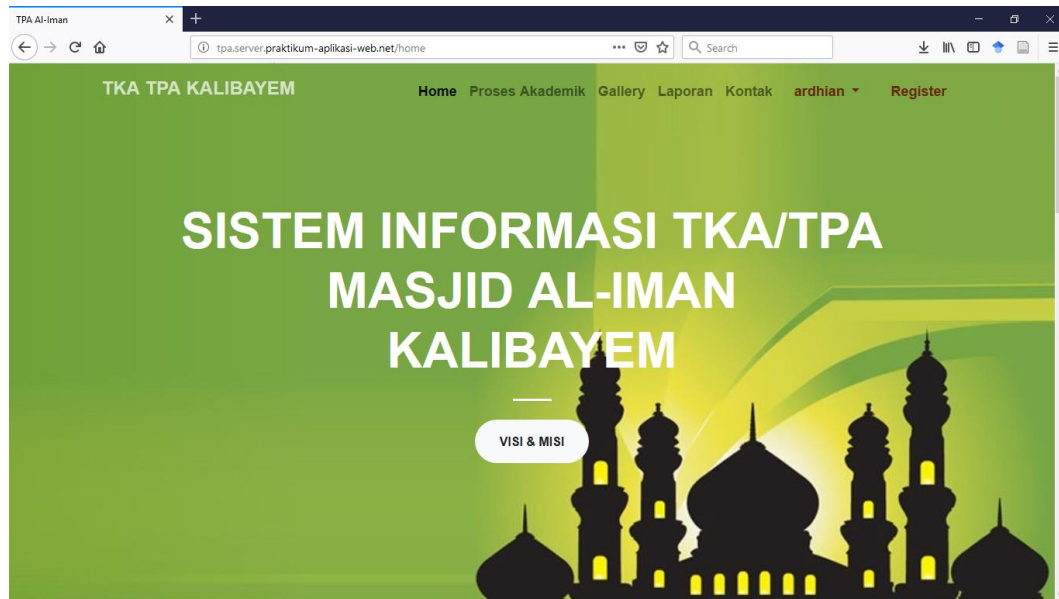 TPA Al-Iman
tpa.server.praktikum-aplikasi-web.net/home
Search
TKA TPA KALIBAYEM
Home Proses Akademik Gallery Laporan Kontak ardhian Register
SISTEM INFORMASI TKA/TPA
MASJID AL-IMAN
KALIBAYEM
VISI & MISI